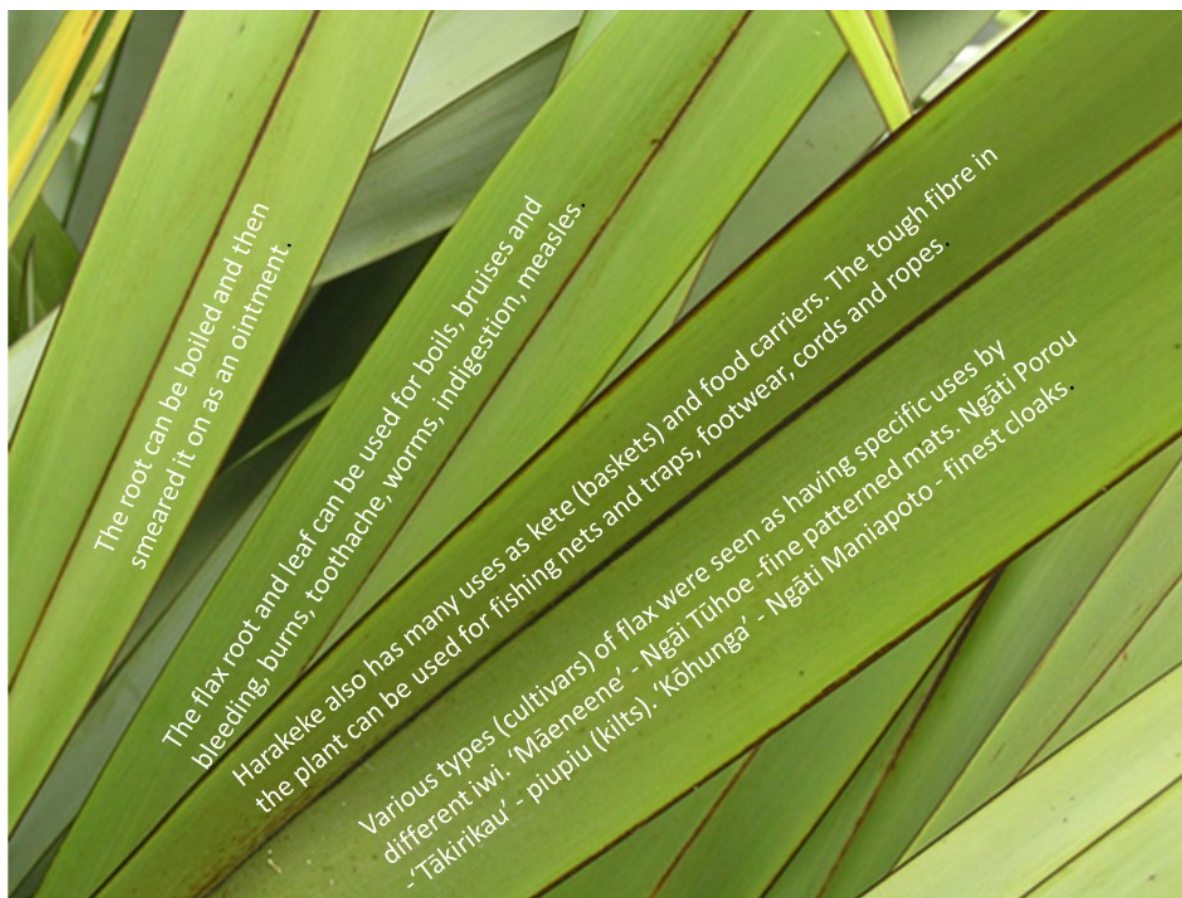 The root can be boiled and then
smeared it on as an ointment.
The flax root and leaf can be used for boils, bruises and
bleeding, burns, toothache, worms, indigestion, measles.
Harakeke also has many uses as kete (baskets) and food carriers. The tough fibre in
the plant can be used for fishing nets and traps, footwear, cords and ropes.
Various types (cultivars) of flax were seen as having specific uses by
different iwi. ‘Māeneene’ - Ngāi Tūhoe -fine patterned mats. Ngāti Porou
-‘Tākirikau’ - piupiu (kilts). ‘Kōhunga’ - Ngāti Maniapoto - finest cloaks.